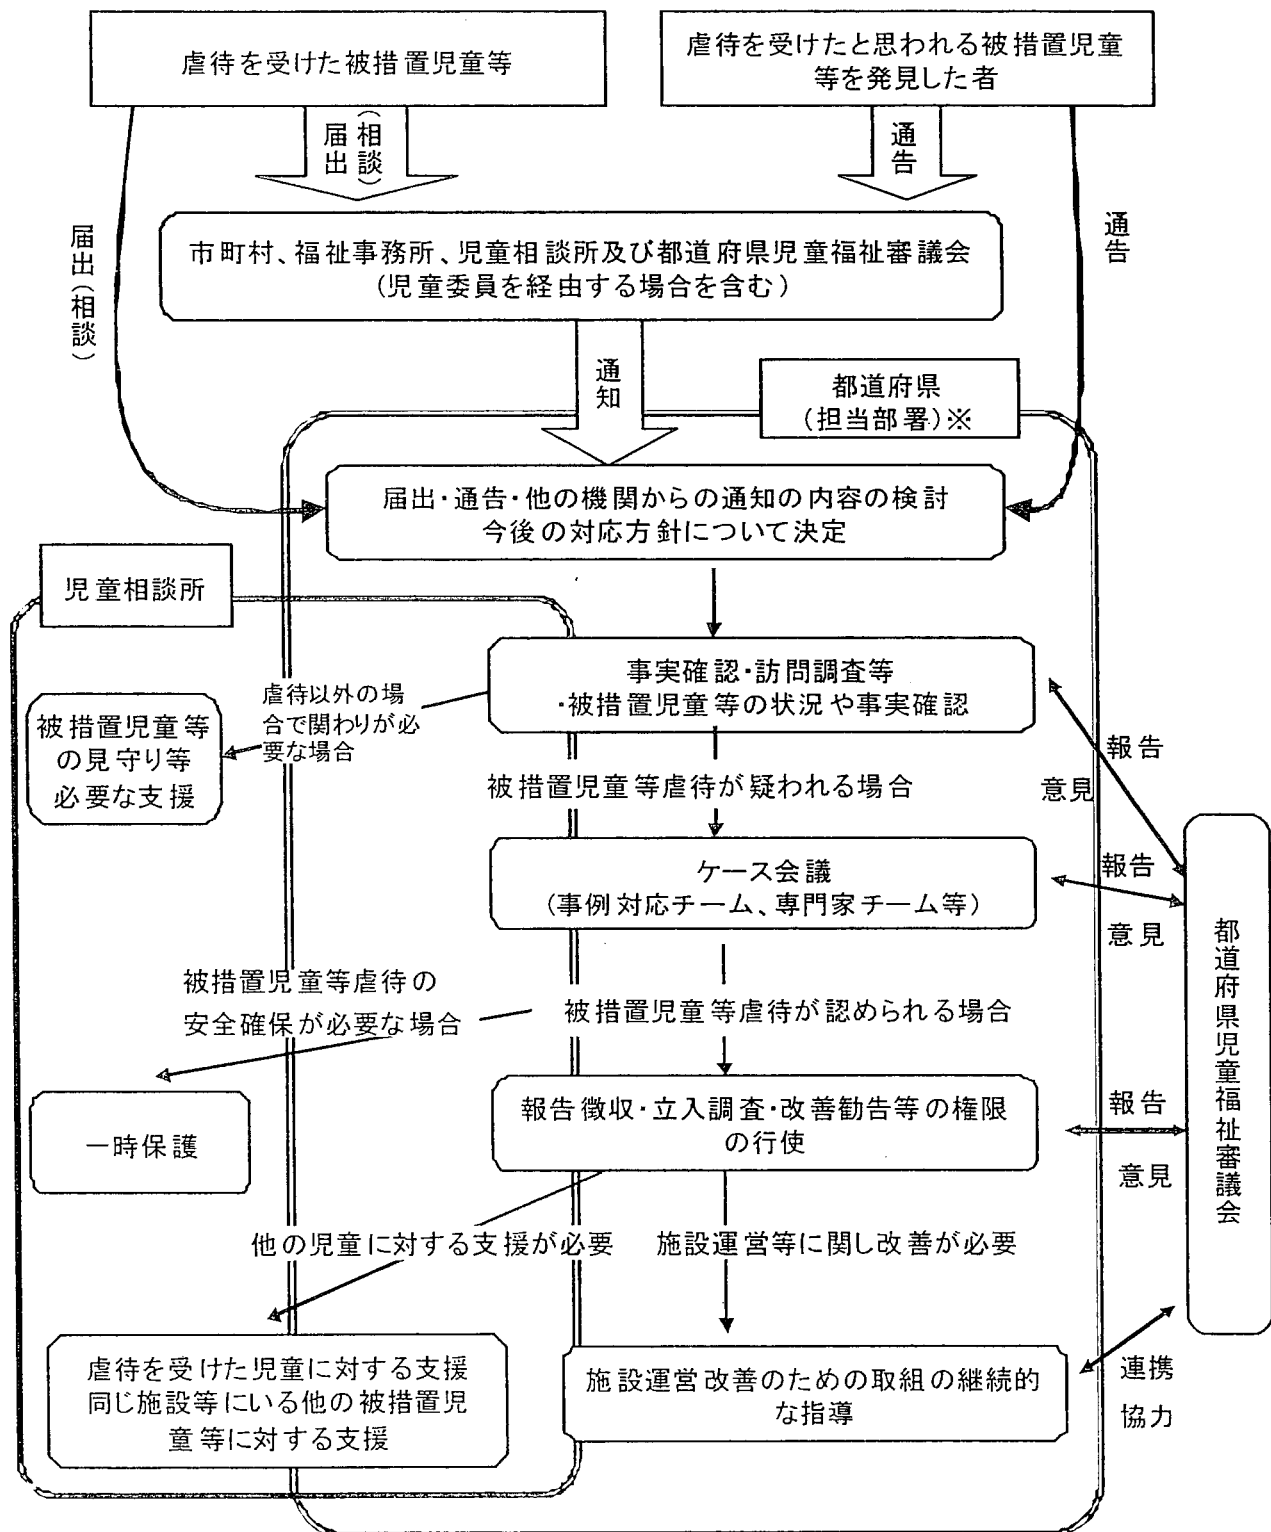 虐待を受けた被措置児童等
虐待を受けたと思われる被措置児童
等を発見した者
届出(相談)
通告
届出(相談)
通告
市町村、福祉事務所、児童相談所及び都道府県児童福祉審議会
(児童委員を経由する場合を含む)
通知
都道府県
(担当部署)※
届出・通告・他の機関からの通知の内容の検討
今後の対応方針について決定
児童相談所
事実確認・訪問調査等
・被措置児童等の状況や事実確認
虐待以外の場
合で関わりが必
要な場合
被措置児童等
の見守り等
必要な支援
報告
意見
被措置児童等虐待が疑われる場合
ケース会議
(事例対応チーム、専門家チーム等)
報告
意見
都道府県児童福祉審議会
被措置児童等虐待の
安全確保が必要な場合
被措置児童等虐待が認められる場合
一時保護
報告徴収・立入調査・改善勧告等の権限
の行使
報告
意見
他の児童に対する支援が必要
施設運営等に関し改善が必要
虐待を受けた児童に対する支援
同じ施設等にいる他の被措置児
童等に対する支援
施設運営改善のための取組の継続的
な指導
連携
協力